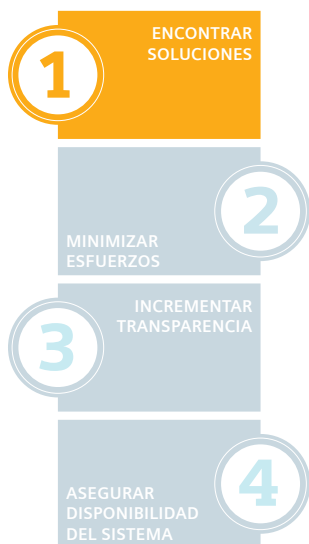 1
ENCONTRAR
SOLUCIONES
2
MINIMIZAR
ESFUERZOS
3
INCREMENTAR
TRANSPARENCIA
4
ASEGURAR
DISPONIBILIDAD
DEL SISTEMA